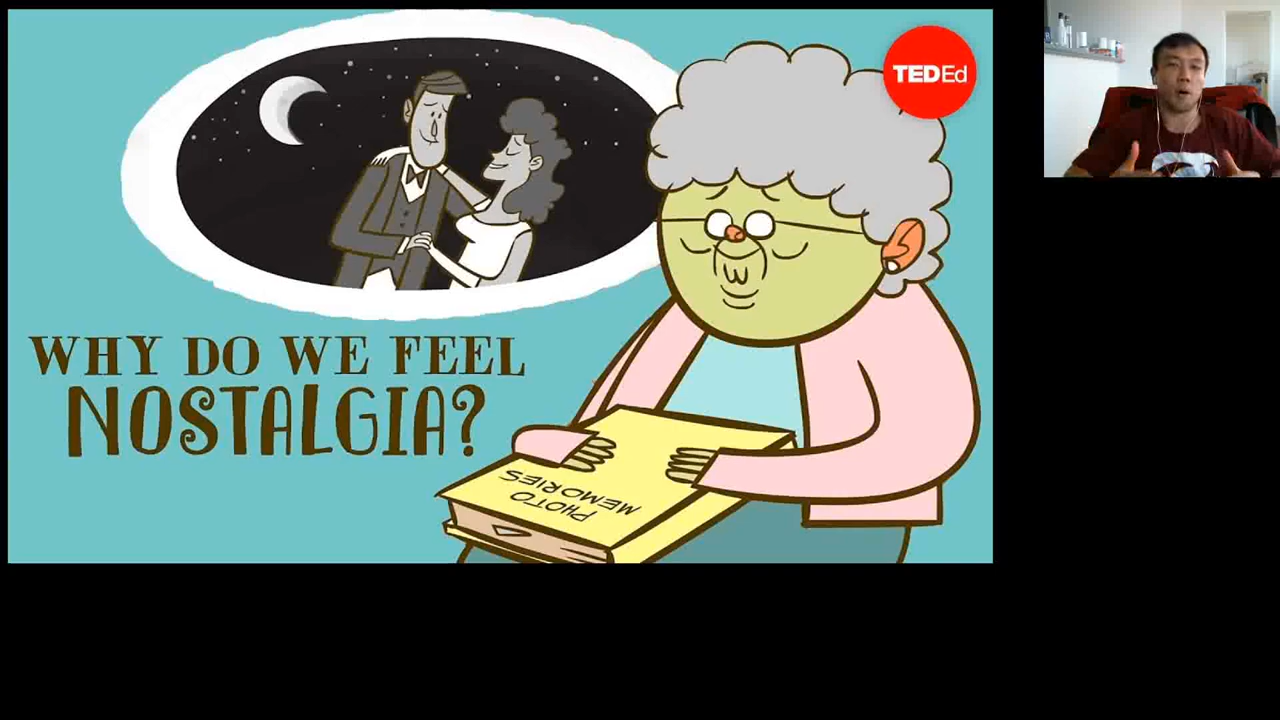 TEDEd
WHY DO WE FEEL
NOSTALGIA?
PHOTO
MEMORIES